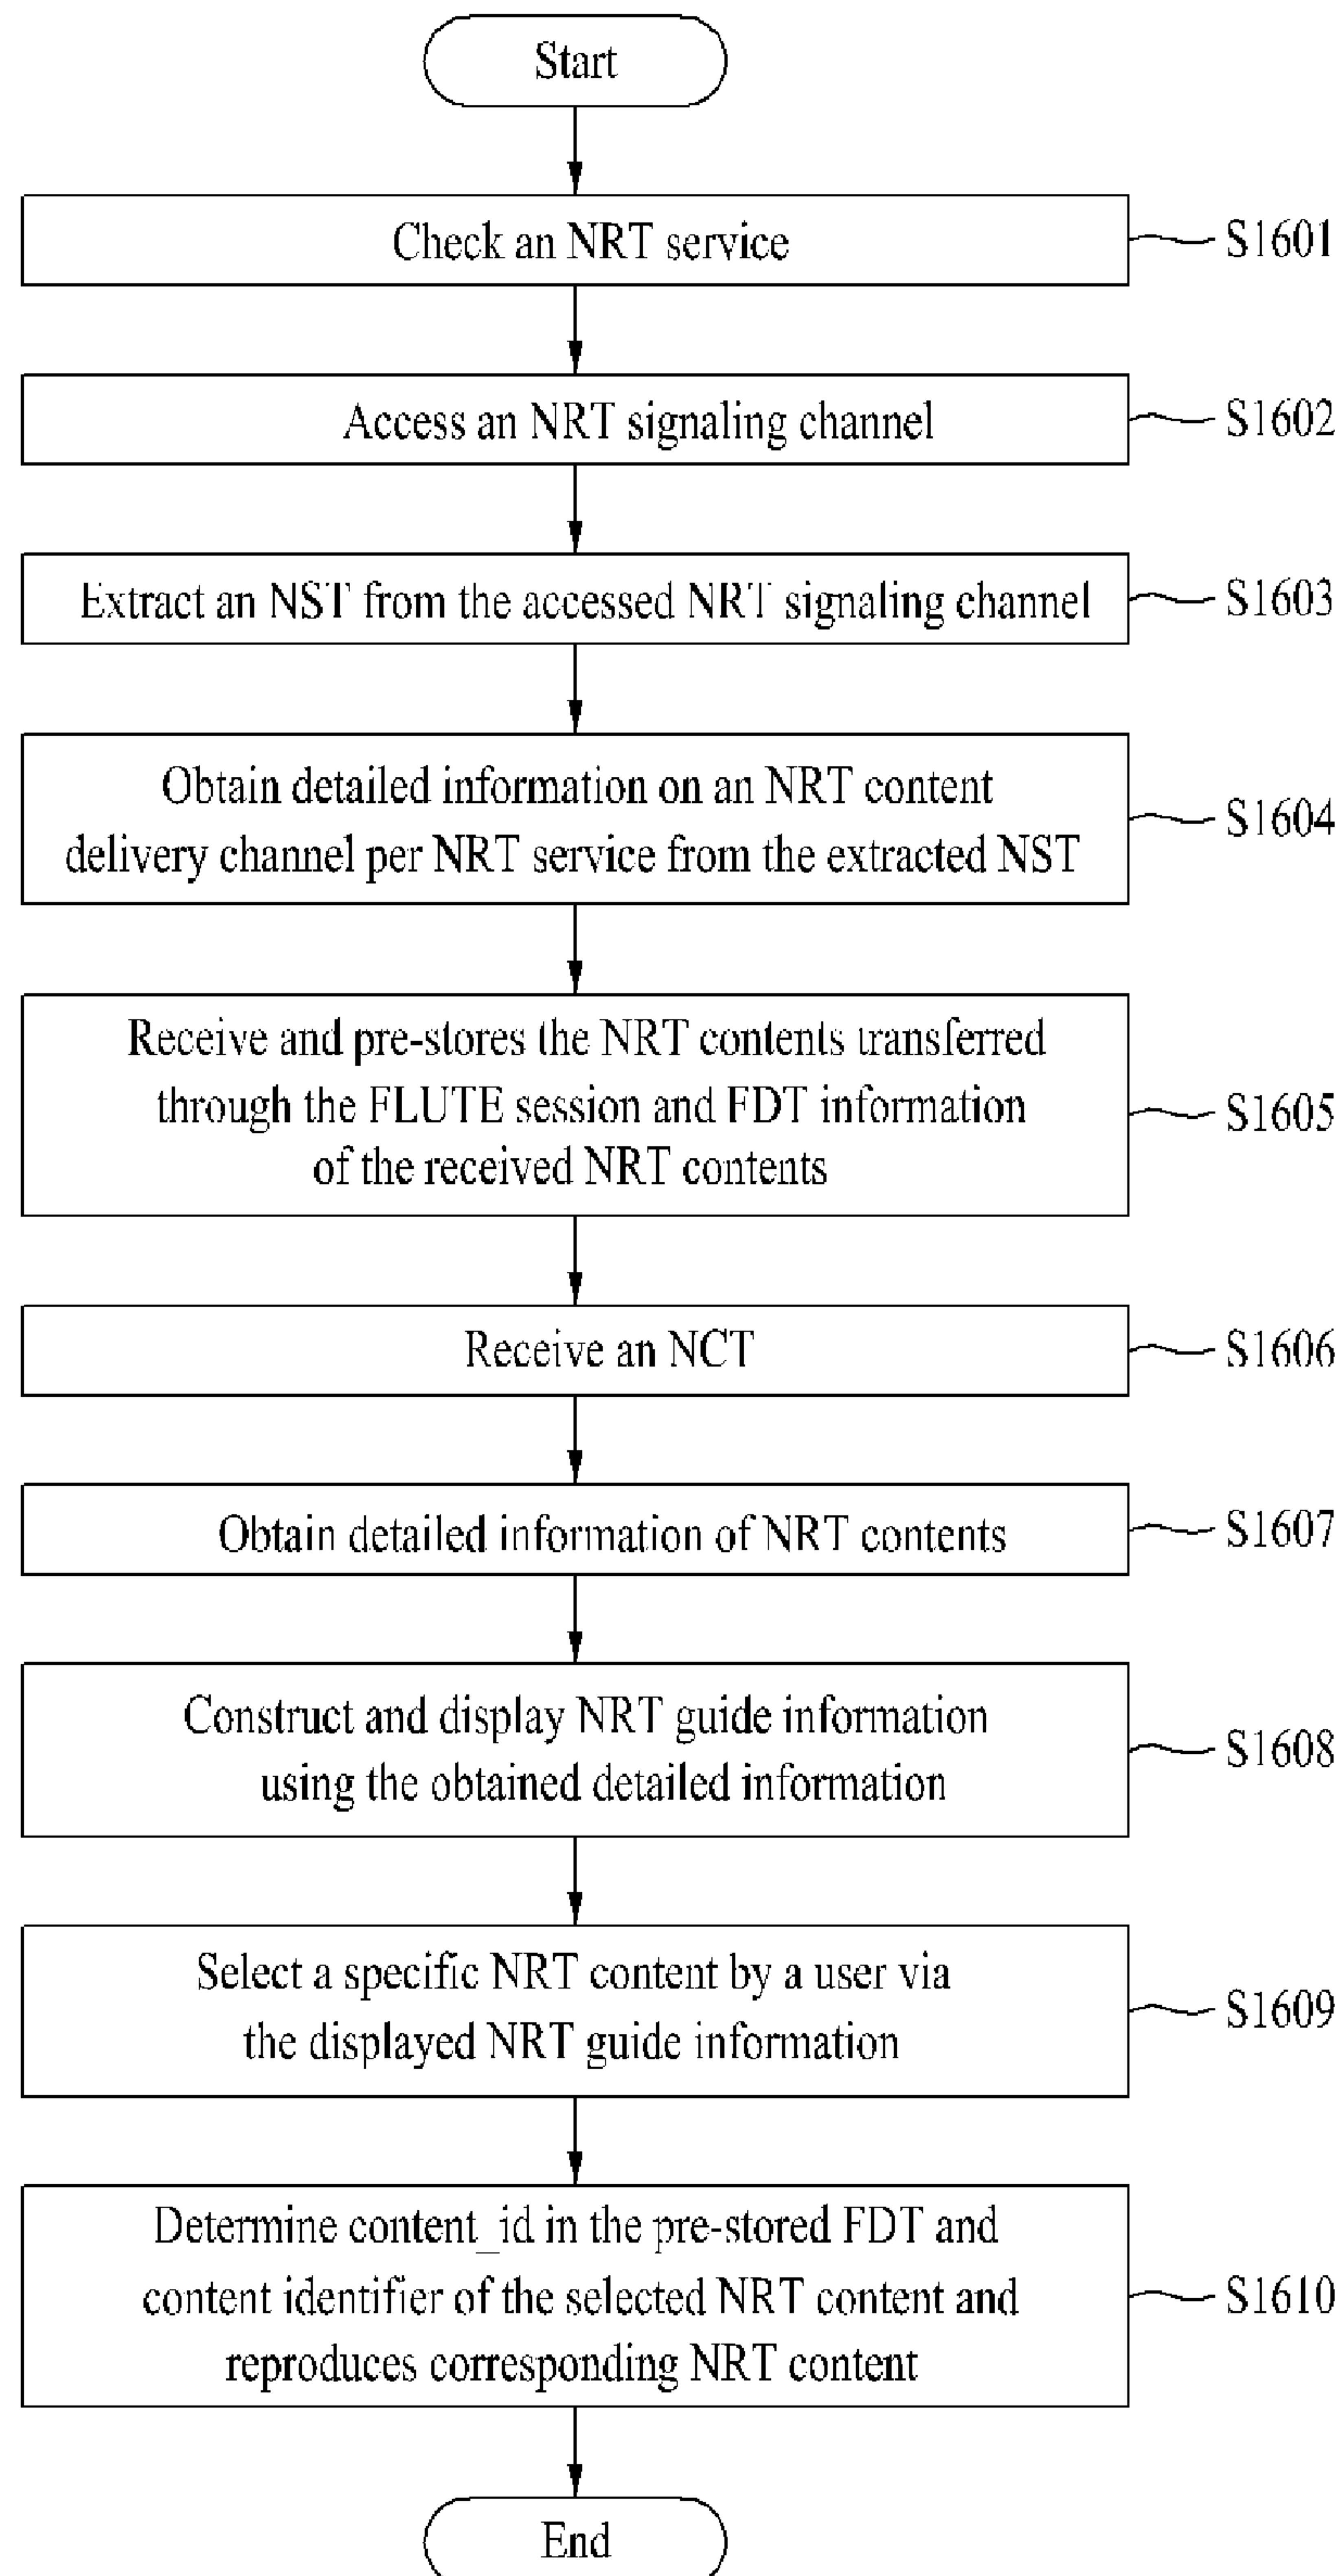 Start
Check an NRT service
S1601
Access an NRT signaling channel
S1602
Extract an NST from the accessed NRT signaling channel
S1603
Obtain detailed information on an NRT content
delivery channel per NRT service from the extracted NST
S1604
Receive and pre-stores the NRT contents transferred
through the FLUTE session and FDT information
of the received NRT contents
S1605
Receive an NCT
S1606
Obtain detailed information of NRT contents
S1607
Construct and display NRT guide information
using the obtained detailed information
S1608
Select a specific NRT content by a user via
the displayed NRT guide information
S1609
Determine content_id in the pre-stored FDT and
content identifier of the selected NRT content and
reproduces corresponding NRT content
S1610
End